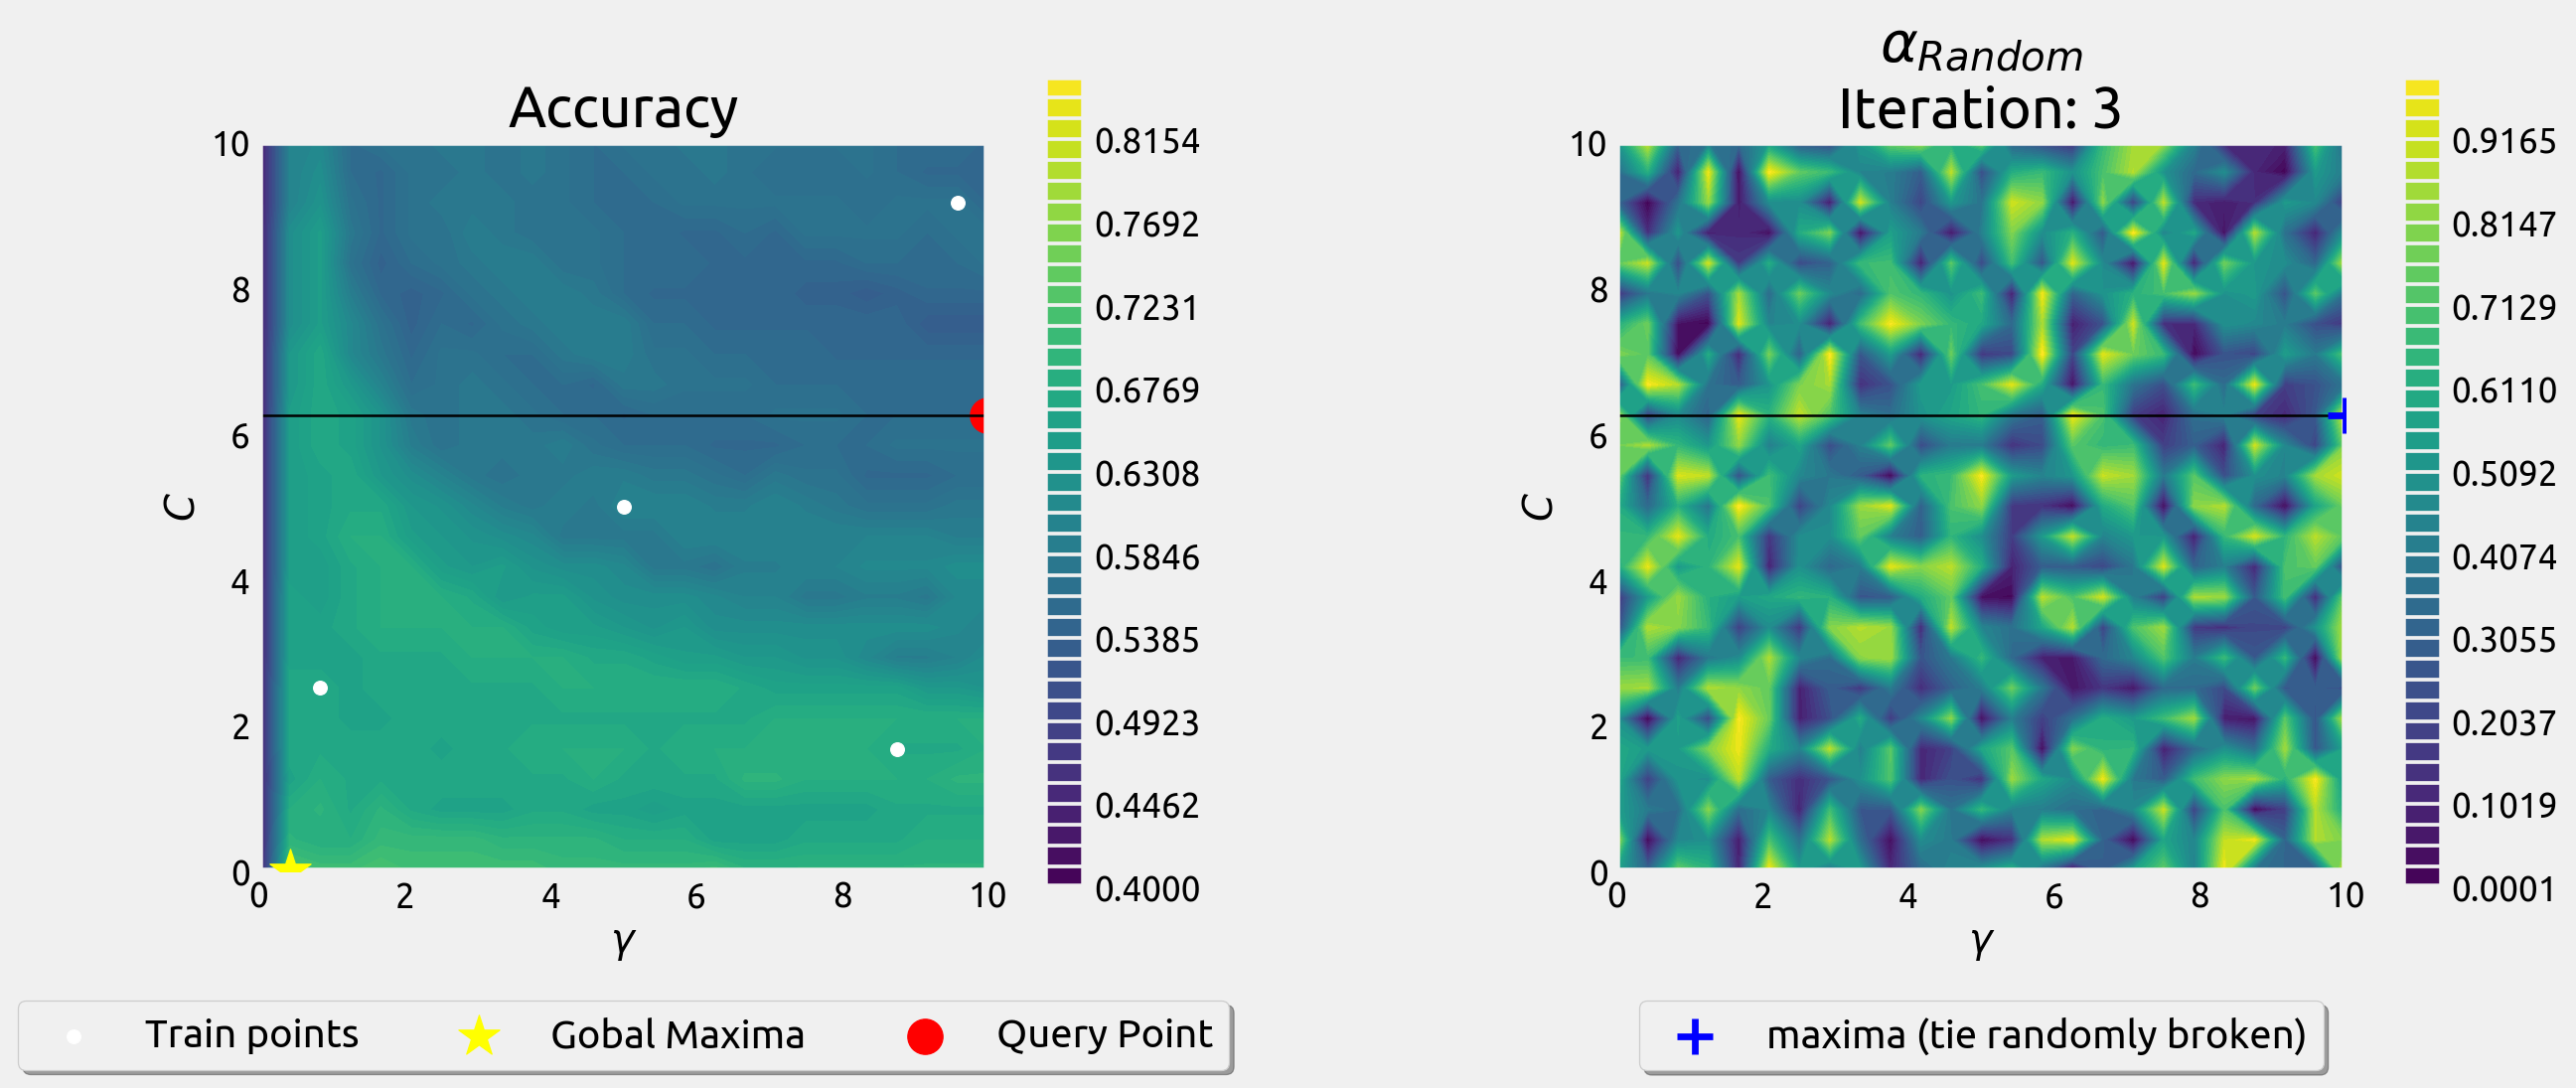 Accuracy
10
8
6
4
2
0
C
0 2 4 6 8 10
γ
0.8154
0.7692
0.7231
0.6769
0.6308
0.5846
0.5385
0.4923
0.4462
0.4000
Train points
Gobal Maxima
Query Point
α_Random
Iteration: 3
10
8
6
4
2
0
C
0 2 4 6 8 10
γ
0.9165
0.8147
0.7129
0.6110
0.5092
0.4074
0.3055
0.2037
0.1019
0.0001
maxima (tie randomly broken)